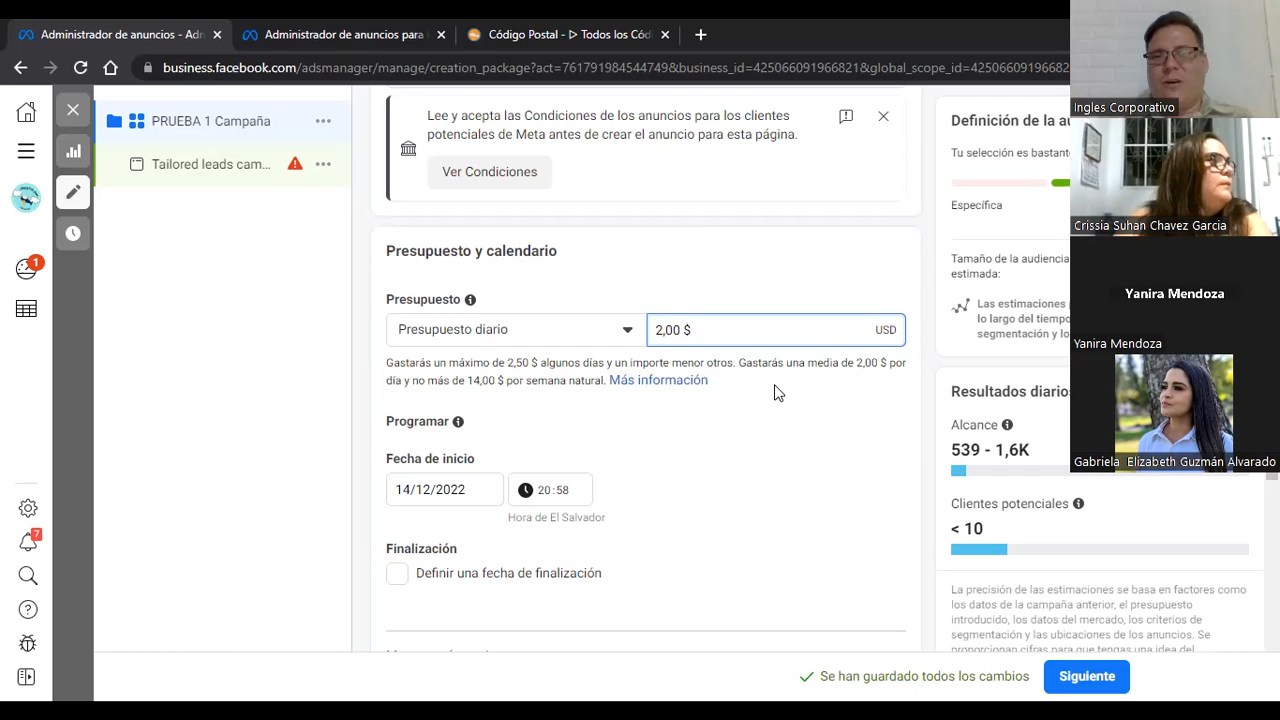 Administrador de anuncios - Adn
Administrador de anuncios para l
Código Postal - ▷ Todos los Cód
business.facebook.com/adsmanager/manage/creation_package?act=761791984544749&business_id=425066091966821&global_scope_id=42506609196682
PRUEBA 1 Campaña
Tailored leads cam...
1
7
Lee y acepta las Condiciones de los anuncios para los clientes
potenciales de Meta antes de crear el anuncio para esta página.
Ver Condiciones
Presupuesto y calendario
Presupuesto
Presupuesto diario
2,00 $
USD
Gastarás un máximo de 2,50 $ algunos días y un importe menor otros. Gastarás una media de 2,00 $ por
día y no más de 14,00 $ por semana natural. Más información
Programar
Fecha de inicio
14/12/2022
20:58
Hora de El Salvador
Finalización
Definir una fecha de finalización
Definición de la au
Tu selección es bastant
Específica
Tamaño de la audiencia
estimada:
Las estimaciones p
lo largo del tiempo
segmentación y lo
Resultados diarios
Alcance
539 - 1,6K
Clientes potenciales
< 10
La precisión de las estimaciones se basa en factores como
los datos de la campaña anterior, el presupuesto
introducido, los datos del mercado, los criterios de
segmentación y las ubicaciones de los anuncios. Se
proporcionan cifras para que tengas una idea del
Se han guardado todos los cambios
Siguiente
Ingles Corporativo
Crissia Suhan Chavez Garcia
Yanira Mendoza
Yanira Mendoza
Gabriela Elizabeth Guzmán Alvarado